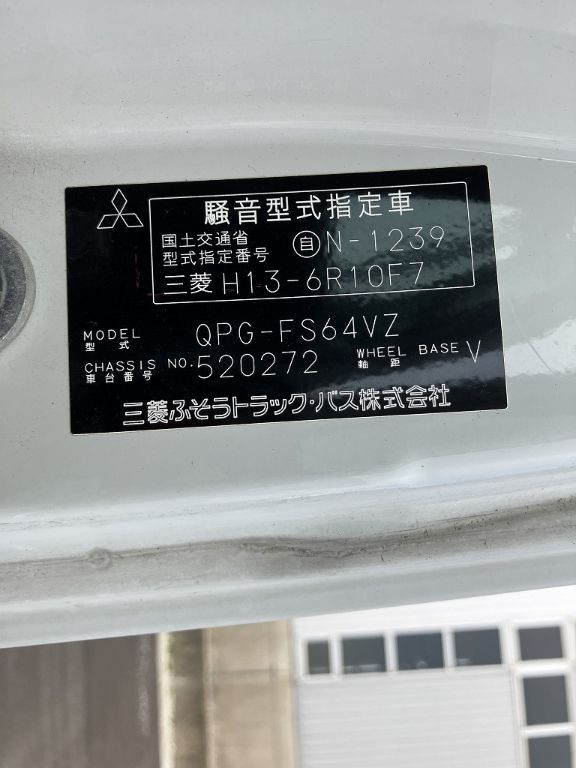 騒音型式指定車
国土交通省
型式指定番号 自N-1239
三菱 H13-6R10F7
MODEL QPG-FS64VZ
型式
CHASSIS NO. 520272 WHEEL BASE V
車台番号 軸距
三菱ふそうトラック・バス株式会社